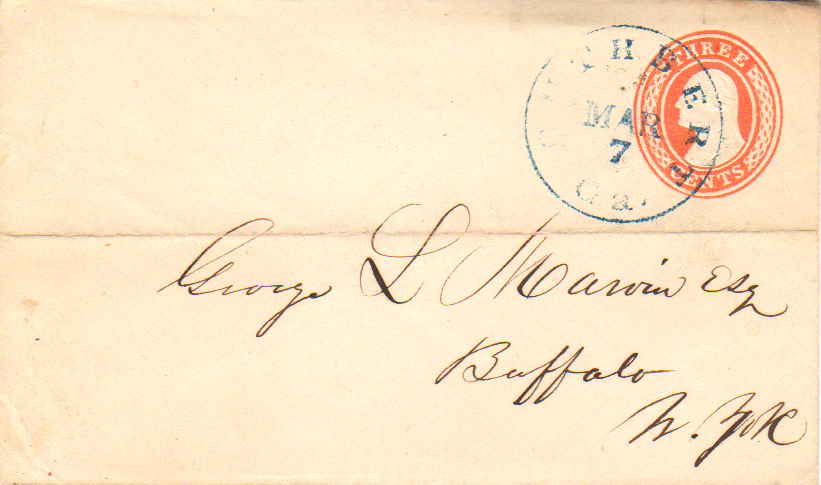 THREE
CENTS
MAR
7
George L Marvin Esq
Buffalo
N. York